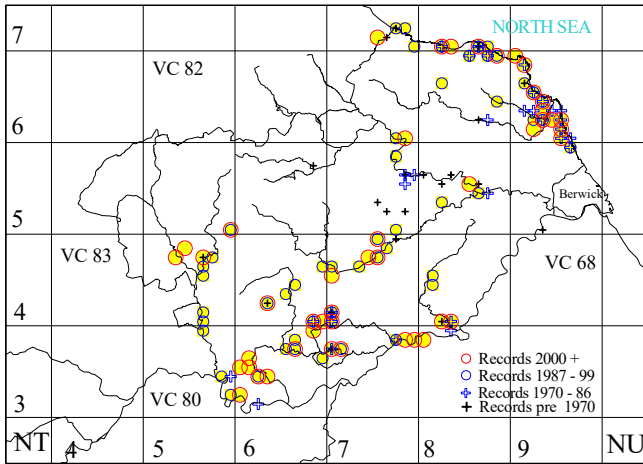 NORTH SEA
7
VC 82
6
Berwick
5
VC 83
VC 68
4
Records 2000 +
Records 1987 - 99
Records 1970 - 86
VC 80
Records pre 1970
3
NT 4 5 6 7 8 9 NU